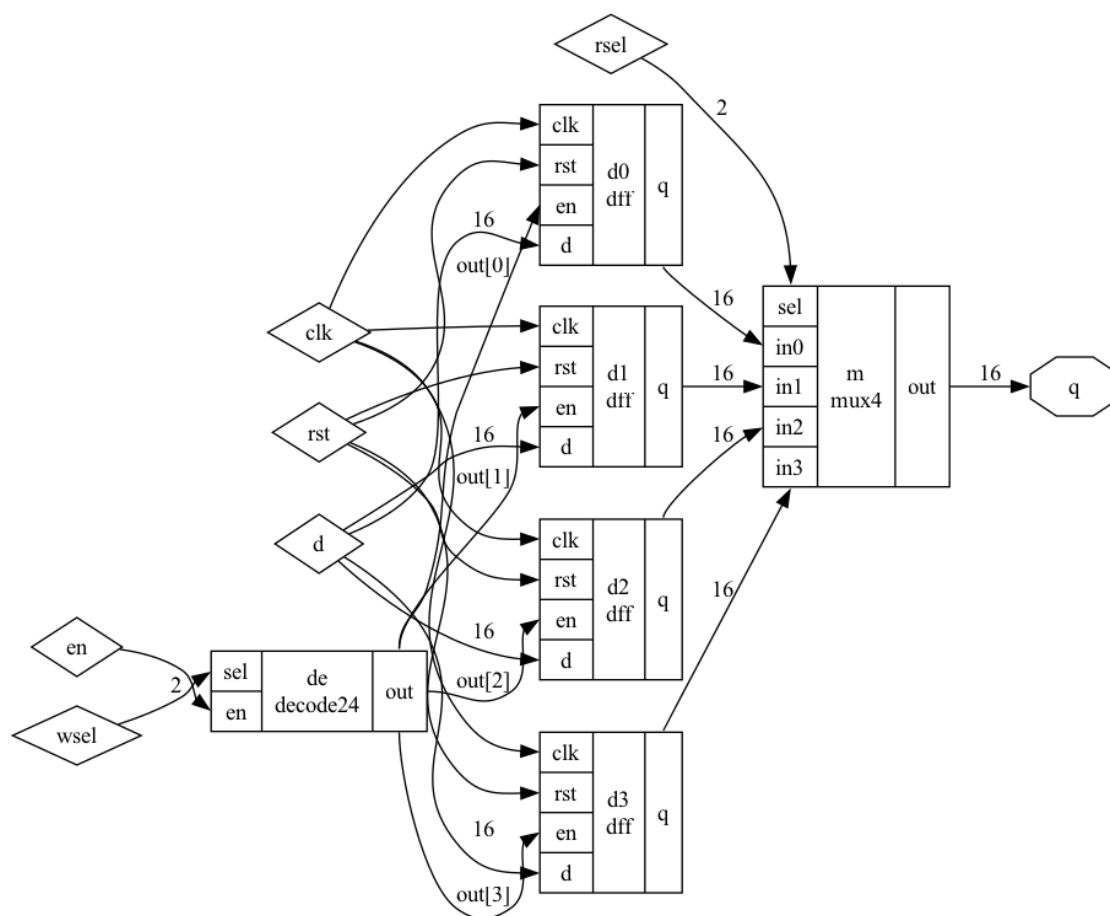 rsel
2
clk
rst
en
d
d0
dff
q
16
out[0]
16
sel
in0
in1
in2
in3
m
mux4
out
16
q
clk
clk
rst
en
d
d1
dff
q
16
16
out[1]
rst
d
16
clk
rst
en
d
d2
dff
q
16
out[2]
16
en
wsel
2
sel
en
de
decode24
out
clk
rst
en
d
d3
dff
q
16
out[3]